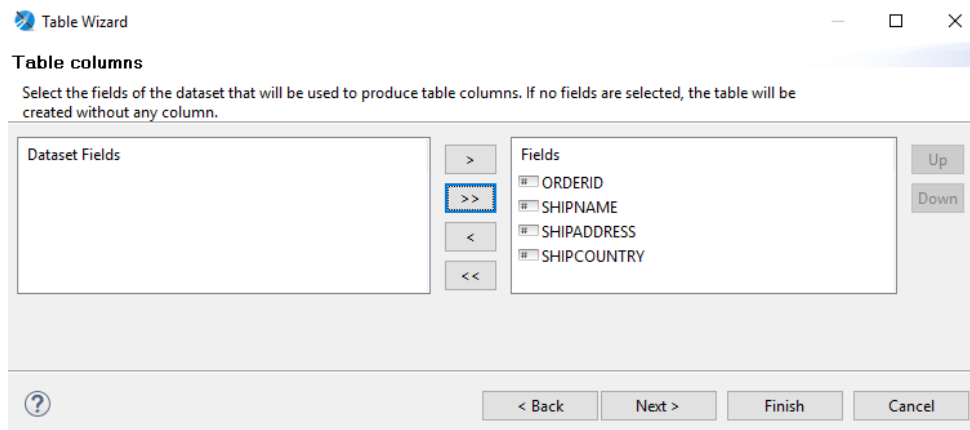 Table Wizard
Table columns
Select the fields of the dataset that will be used to produce table columns. If no fields are selected, the table will be
created without any column.
Dataset Fields
>
>>
<
<<
Fields
ORDERID
SHIPNAME
SHIPADDRESS
SHIPCOUNTRY
Up
Down
?
< Back
Next >
Finish
Cancel